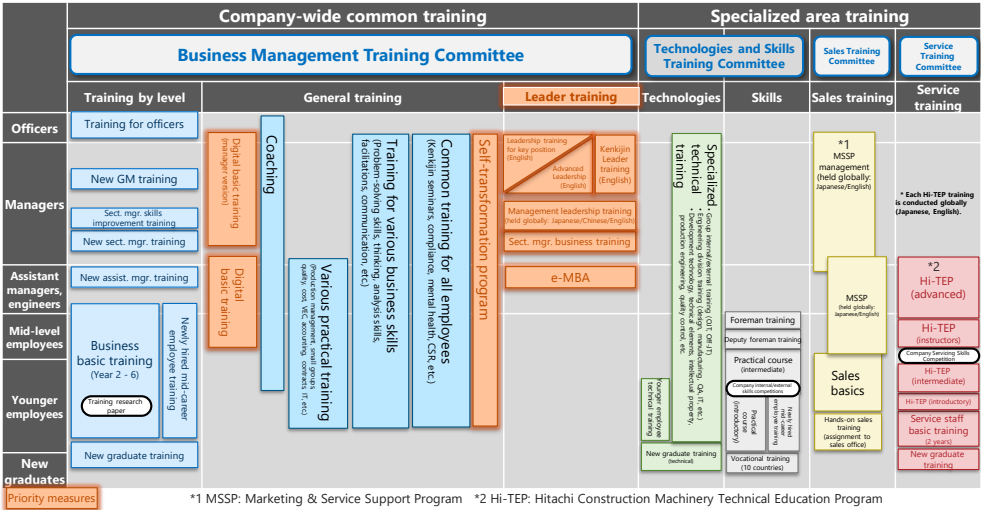 Company-wide common training
Specialized area training
Business Management Training Committee
Technologies and Skills
Training Committee
Sales Training
Committee
Service
Training
Committee
Training by level
General training
Leader training
Technologies
Skills
Sales training
Service
training
Officers
Managers
Assistant
managers,
engineers
Mid-level
employees
Younger
employees
New
graduates
Training for officers
New GM training
Sect. mgr. skills
improvement training
New sect. mgr. training
New assist. mgr. training
Business
basic training
(Year 2 - 6)
Training research
paper
Newly hired mid-career
employee training
New graduate training
Digital basic training
(manager version)
Digital
basic training
Coaching
Various practical training
(Production management, small groups,
quality, cost, VEC, accounting, contracts, IT, etc.)
Training for various business skills
(Problem-solving skills, thinking, analysis skills,
facilitations, communication, etc.)
Common training for all employees
(Kenkijin seminars compliance, mental health, CSR, etc.)
Self-transformation program
Leadership training
for key position
(English)
Advanced
Leadership
(English)
Kenkijin
Leader
training
(English)
Management leadership training
(held globally: Japanese/Chinese/English)
Sect. mgr. business training
e-MBA
Specialized
technical
training
• Group internal/external training (OJT, Off-JT)
• Engineering division training (design, manufacturing, QA, IT, etc.)
• Development technology, technical elements, intellectual property,
production engineering, quality control, etc.
Younger employee
technical training
New graduate training
(technical)
Foreman training
Deputy foreman training
Practical course
(intermediate)
Company internal/external
skills competitions
Practical
course
(introductory)
Newly hired
mid-career
employee training
Vocational training
(10 countries)
*1
MSSP
management
(held globally:
Japanese/English)
MSSP
(held globally:
Japanese/English)
Sales
basics
Hands-on sales
training
(assignment to
sales office)
* Each Hi-TEP training
is conducted globally
(Japanese, English).
*2
Hi-TEP
(advanced)
Hi-TEP
(instructors)
Company Servicing Skills
Competition
Hi-TEP
(intermediate)
Hi-TEP (introductory)
Service staff
basic training
(2 years)
New graduate
training
Priority measures
*1 MSSP: Marketing & Service Support Program *2 Hi-TEP: Hitachi Construction Machinery Technical Education Program